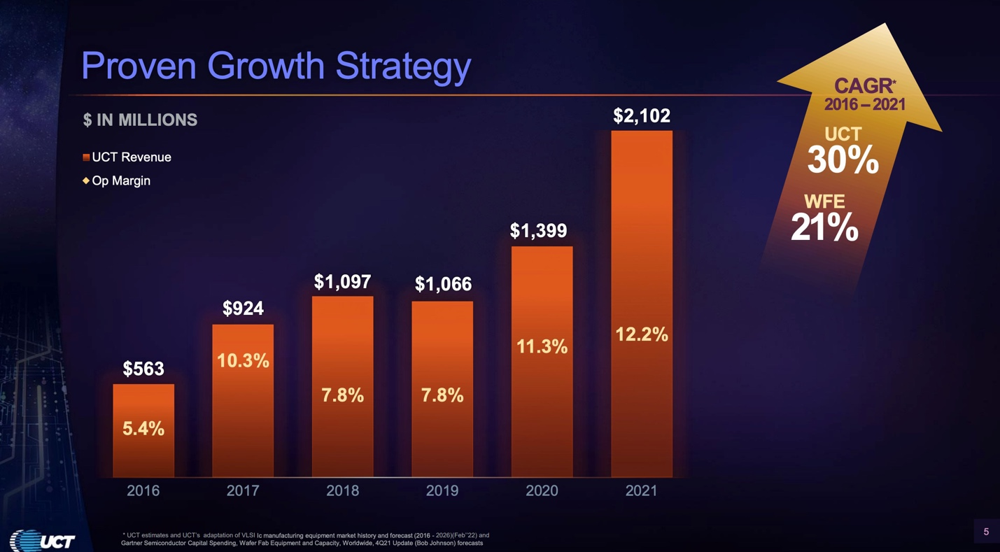 Proven Growth Strategy
$ IN MILLIONS
UCT Revenue
Op Margin
CAGR*
2016 – 2021
UCT
30%
WFE
21%
$563
$924
$1,097
$1,066
$1,399
$2,102
5.4%
10.3%
7.8%
7.8%
11.3%
12.2%
2016
2017
2018
2019
2020
2021
UCT
* UCT estimates and UCT's adaptation of VLSI Ic manufacturing equipment market history and forecast (2016 - 2026)(Feb'’22) and
Gartner Semiconductor Capital Spending, Wafer Fab Equipment and Capacity, Worldwide, 4Q21 Update (Bob Johnson) forecasts
5